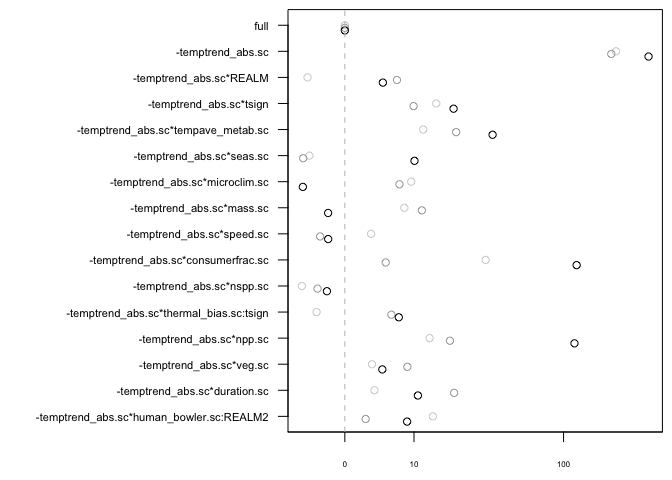 full
-temptrend_abs.sc
-temptrend_abs.sc*REALM
-temptrend_abs.sc*tsign
-temptrend_abs.sc*tempave_metab.sc
-temptrend_abs.sc*seas.sc
-temptrend_abs.sc*microclim.sc
-temptrend_abs.sc*mass.sc
-temptrend_abs.sc*speed.sc
-temptrend_abs.sc*consumerfrac.sc
-temptrend_abs.sc*nspp.sc
-temptrend_abs.sc*thermal_bias.sc:tsign
-temptrend_abs.sc*npp.sc
-temptrend_abs.sc*veg.sc
-temptrend_abs.sc*duration.sc
-temptrend_abs.sc*human_bowler.sc:REALM2
0 10 100